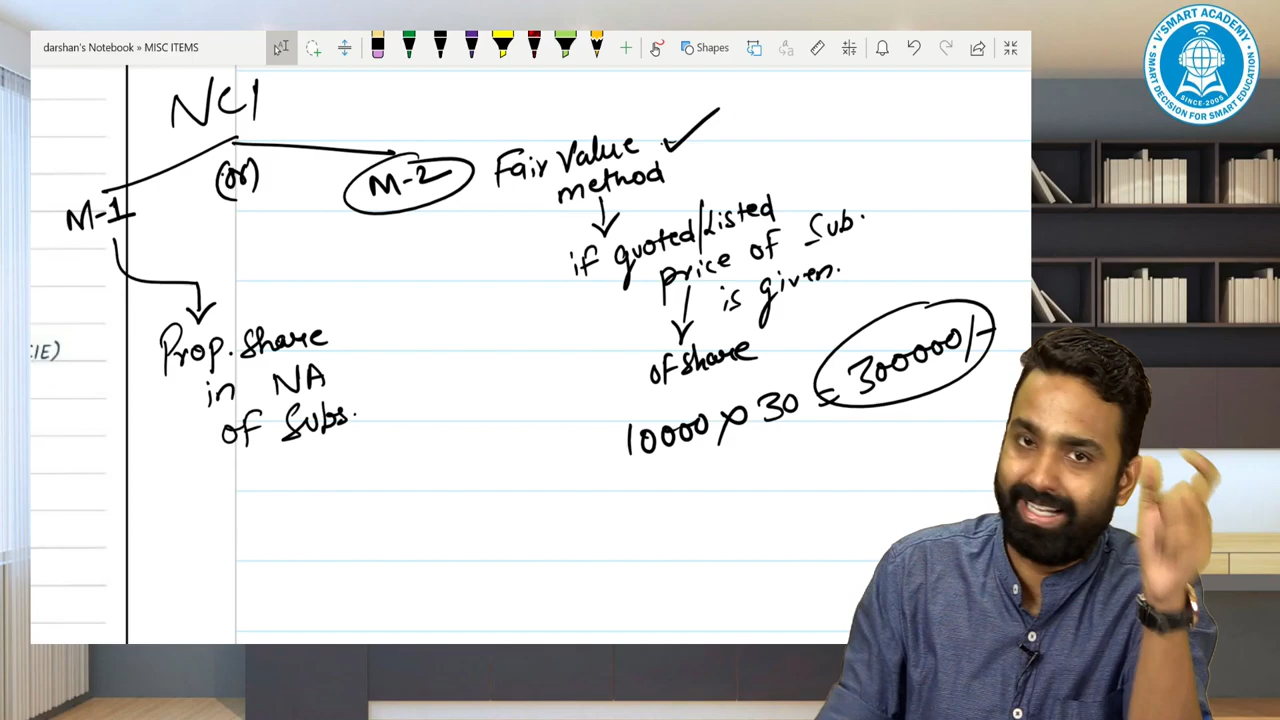 darshan's Notebook » MISC ITEMS
Shapes
V'SMART ACADEMY
SINCE-2005
SMART DECISION FOR SMART EDUCATION
NCI
(or)
M-1
M-2
Fair Value
method
if quoted/Listed
price of Sub.
is given.
of share
10000 x 30 = 300000/-
Prop. share
in NA
of Subs.
CIE)